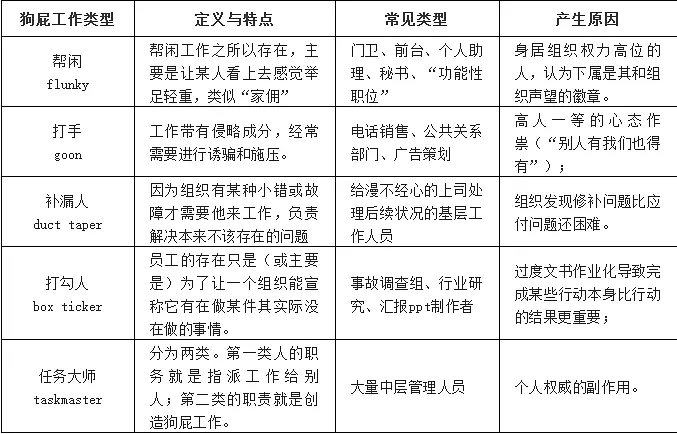 狗屁工作类型 定义与特点 常见类型 产生原因
帮闲
flunky
帮闲工作之所以存在，主
要是让某人看上去感觉举
足轻重，类似“家佣”
门卫、前台、个人助
理、秘书、“功能性
职位”
身居组织权力高位的
人，认为下属是其和组
织声望的徽章。
打手
goon
工作带有侵略成分，经常
需要进行诱骗和施压。
电话销售、公共关系
部门、广告策划
高人一等的心态作
祟（“别人有我们也得
有”）；
补漏人
duct taper
因为组织有某种小错或故
障才需要他来工作，负责
解决本来不该存在的问题
给漫不经心的上司处
理后续状况的基层工
作人员
组织发现修补问题比应
付问题还困难。
打勾人
box ticker
员工的存在只是（或主要
是）为了让一个组织能宣
称它有在做某件其实际没
在做的事情。
事故调查组、行业研
究、汇报ppt制作者
过度文书作业化导致完
成某些行动本身比行动
的结果更重要；
任务大师
taskmaster
分为两类。第一类人的职
务就是指派工作给别
人；第二类的职责就是创
造狗屁工作。
大量中层管理人员
个人权威的副作用。